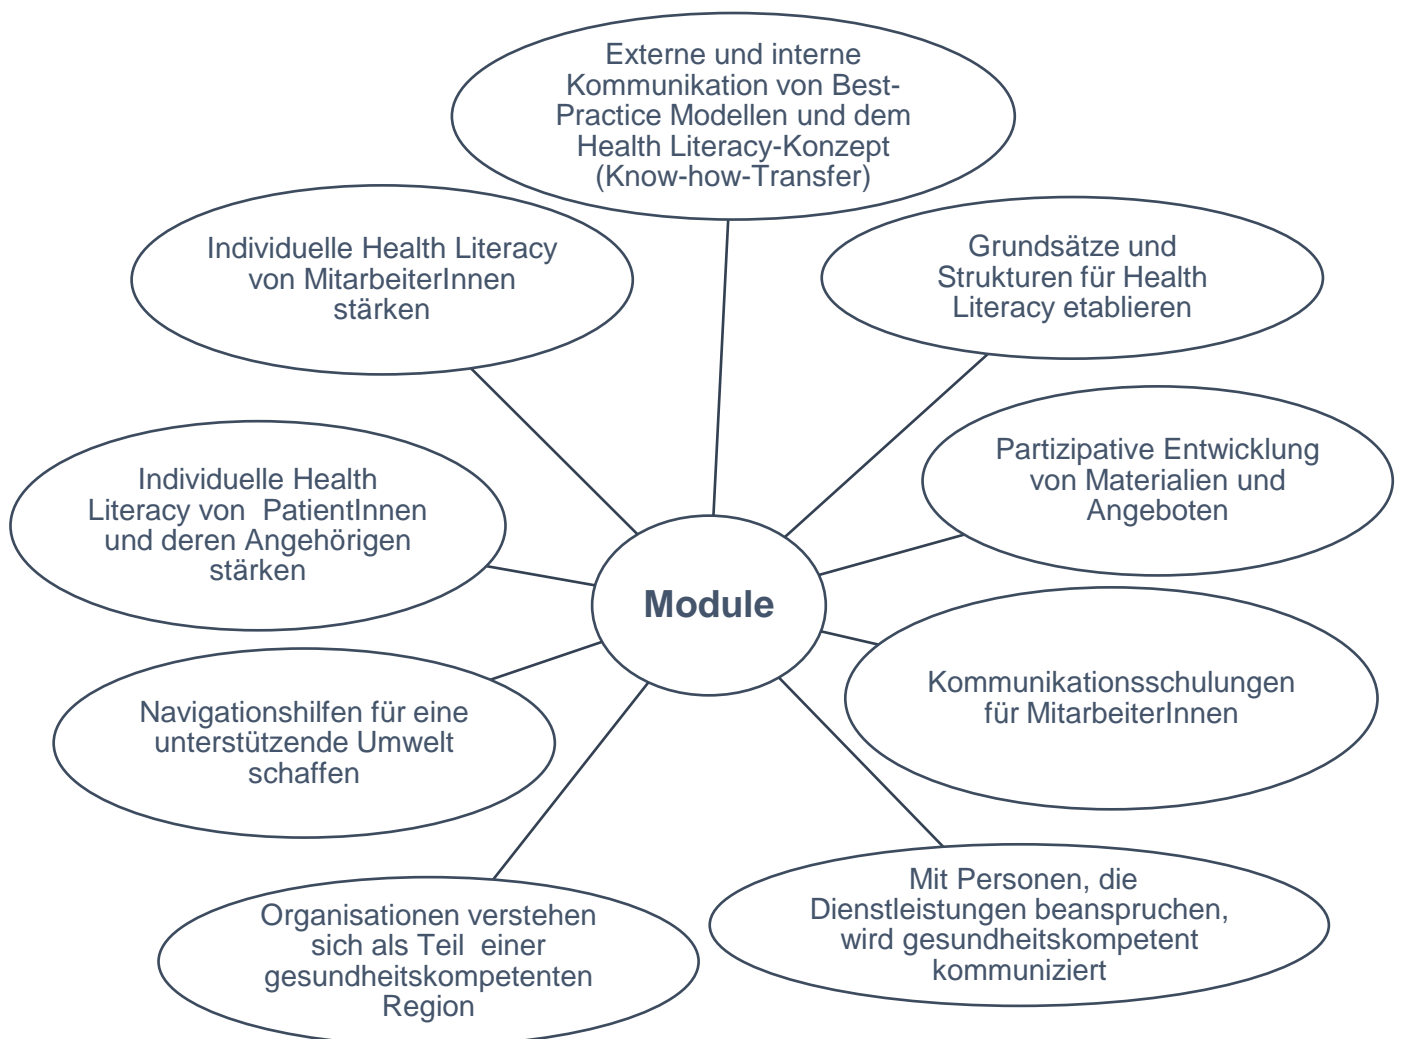 Externe und interne
Kommunikation von Best-
Practice Modellen und dem
Health Literacy-Konzept
(Know-how-Transfer)
Individuelle Health Literacy
von MitarbeiterInnen
stärken
Grundsätze und
Strukturen für Health
Literacy etablieren
Individuelle Health
Literacy von  PatientInnen
und deren Angehörigen
stärken
Partizipative Entwicklung
von Materialien und
Angeboten
Module
Navigationshilfen für eine
unterstützende Umwelt
schaffen
Kommunikationsschulungen
für MitarbeiterInnen
Organisationen verstehen
sich als Teil  einer
gesundheitskompetenten
Region
Mit Personen, die
Dienstleistungen beanspruchen,
wird gesundheitskompetent
kommuniziert